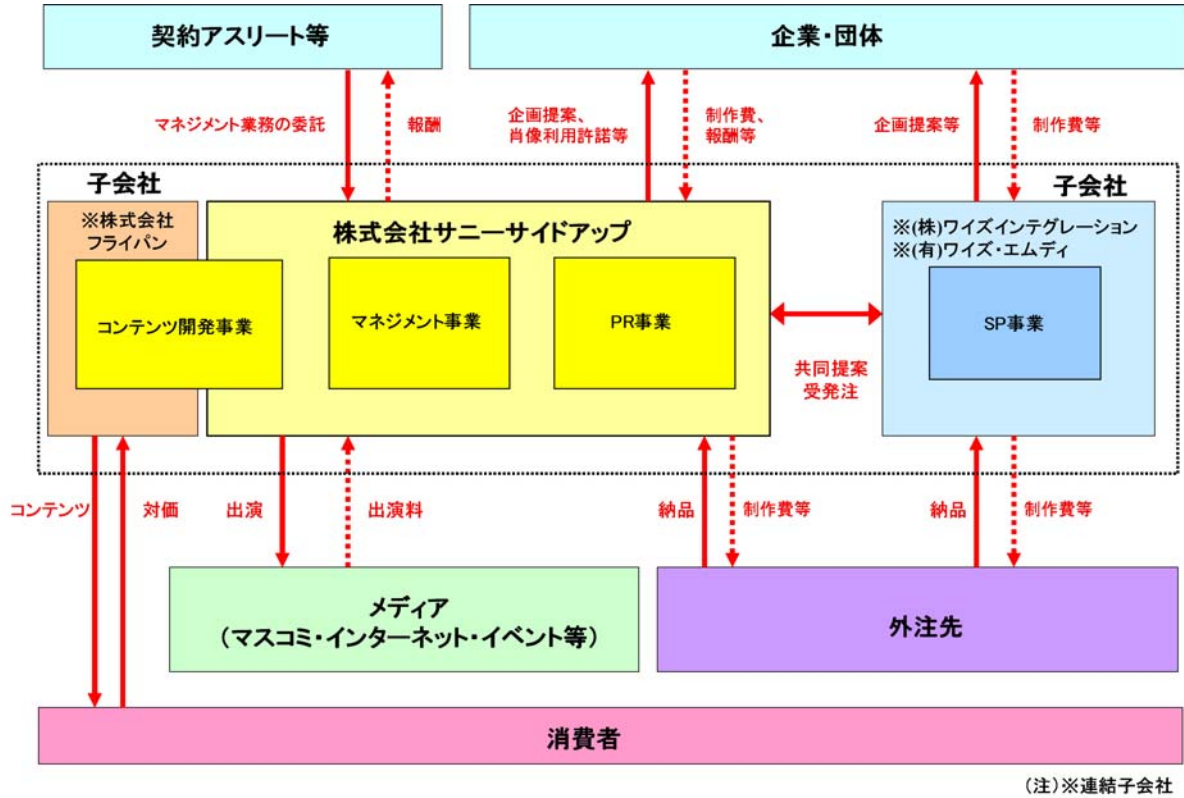 契約アスリート等
企業・団体
マネジメント業務の委託
報酬
企画提案、
肖像利用許諾等
制作費、
報酬等
企画提案等
制作費等
子会社
子会社
※株式会社
フライパン
株式会社サニーサイドアップ
※(株)ワイズインテグレーション
※(有)ワイズ・エムディ
コンテンツ開発事業
マネジメント事業
PR事業
SP事業
共同提案
受発注
コンテンツ
対価
出演
出演料
納品
制作費等
納品
制作費等
メディア
（マスコミ・インターネット・イベント等）
外注先
消費者
(注)※連結子会社